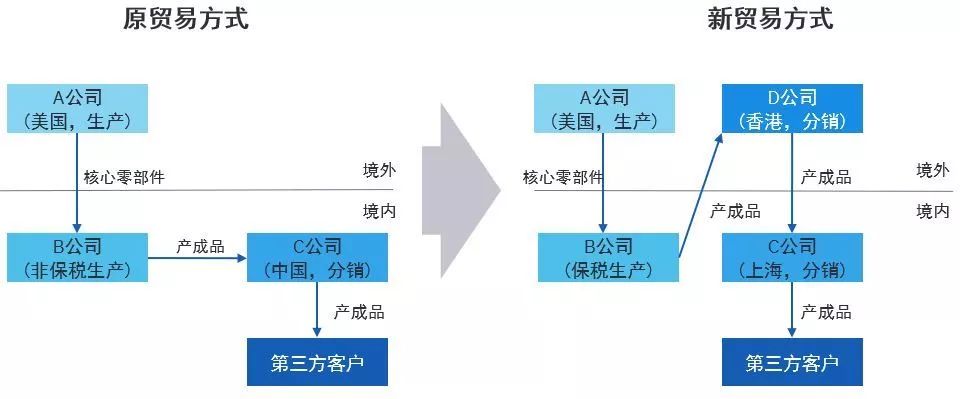 原贸易方式
A公司
(美国，生产)
核心零部件
境外
境内
B公司
(非保税生产)
产成品
C公司
(中国，分销)
产成品
第三方客户
新贸易方式
A公司
(美国，生产)
D公司
(香港，分销)
核心零部件
产成品
境外
产成品
境内
B公司
(保税生产)
C公司
(上海，分销)
产成品
第三方客户